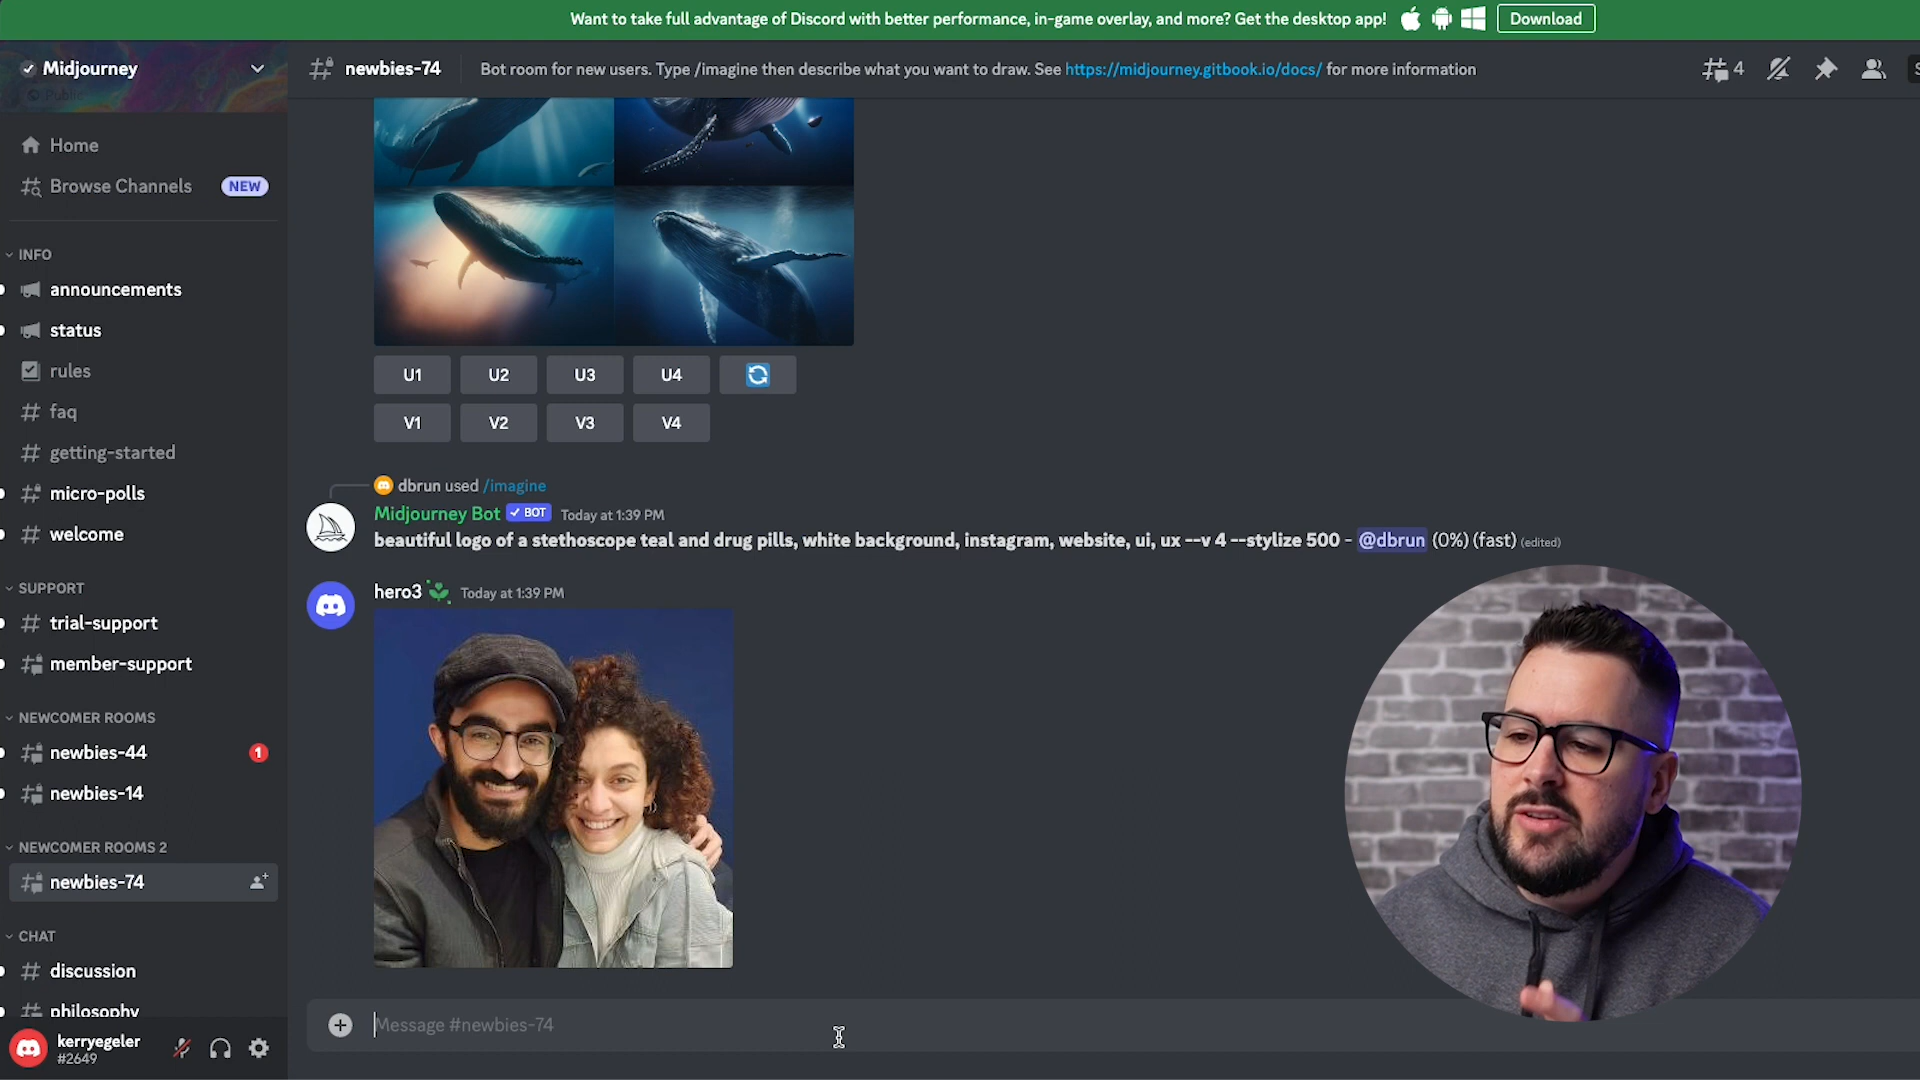 Want to take full advantage of Discord with better performance, in-game overlay, and more? Get the desktop app! Download
Midjourney
Public
newbies-74 Bot room for new users. Type /imagine then describe what you want to draw. See https://midjourney.gitbook.io/docs/ for more information 4
Home
Browse Channels NEW
INFO
announcements
status
rules
faq
getting-started
micro-polls
welcome
SUPPORT
trial-support
member-support
NEWCOMER ROOMS
newbies-44 1
newbies-14
NEWCOMER ROOMS 2
newbies-74
CHAT
discussion
philosophy
kerryegeler
#2649
U1 U2 U3 U4
V1 V2 V3 V4
dbrun used /imagine
Midjourney Bot BOT Today at 1:39 PM
beautiful logo of a stethoscope teal and drug pills, white background, instagram, website, ui, ux --v 4 --stylize 500 - @dbrun (0%) (fast) (edited)
hero3 Today at 1:39 PM
Message #newbies-74